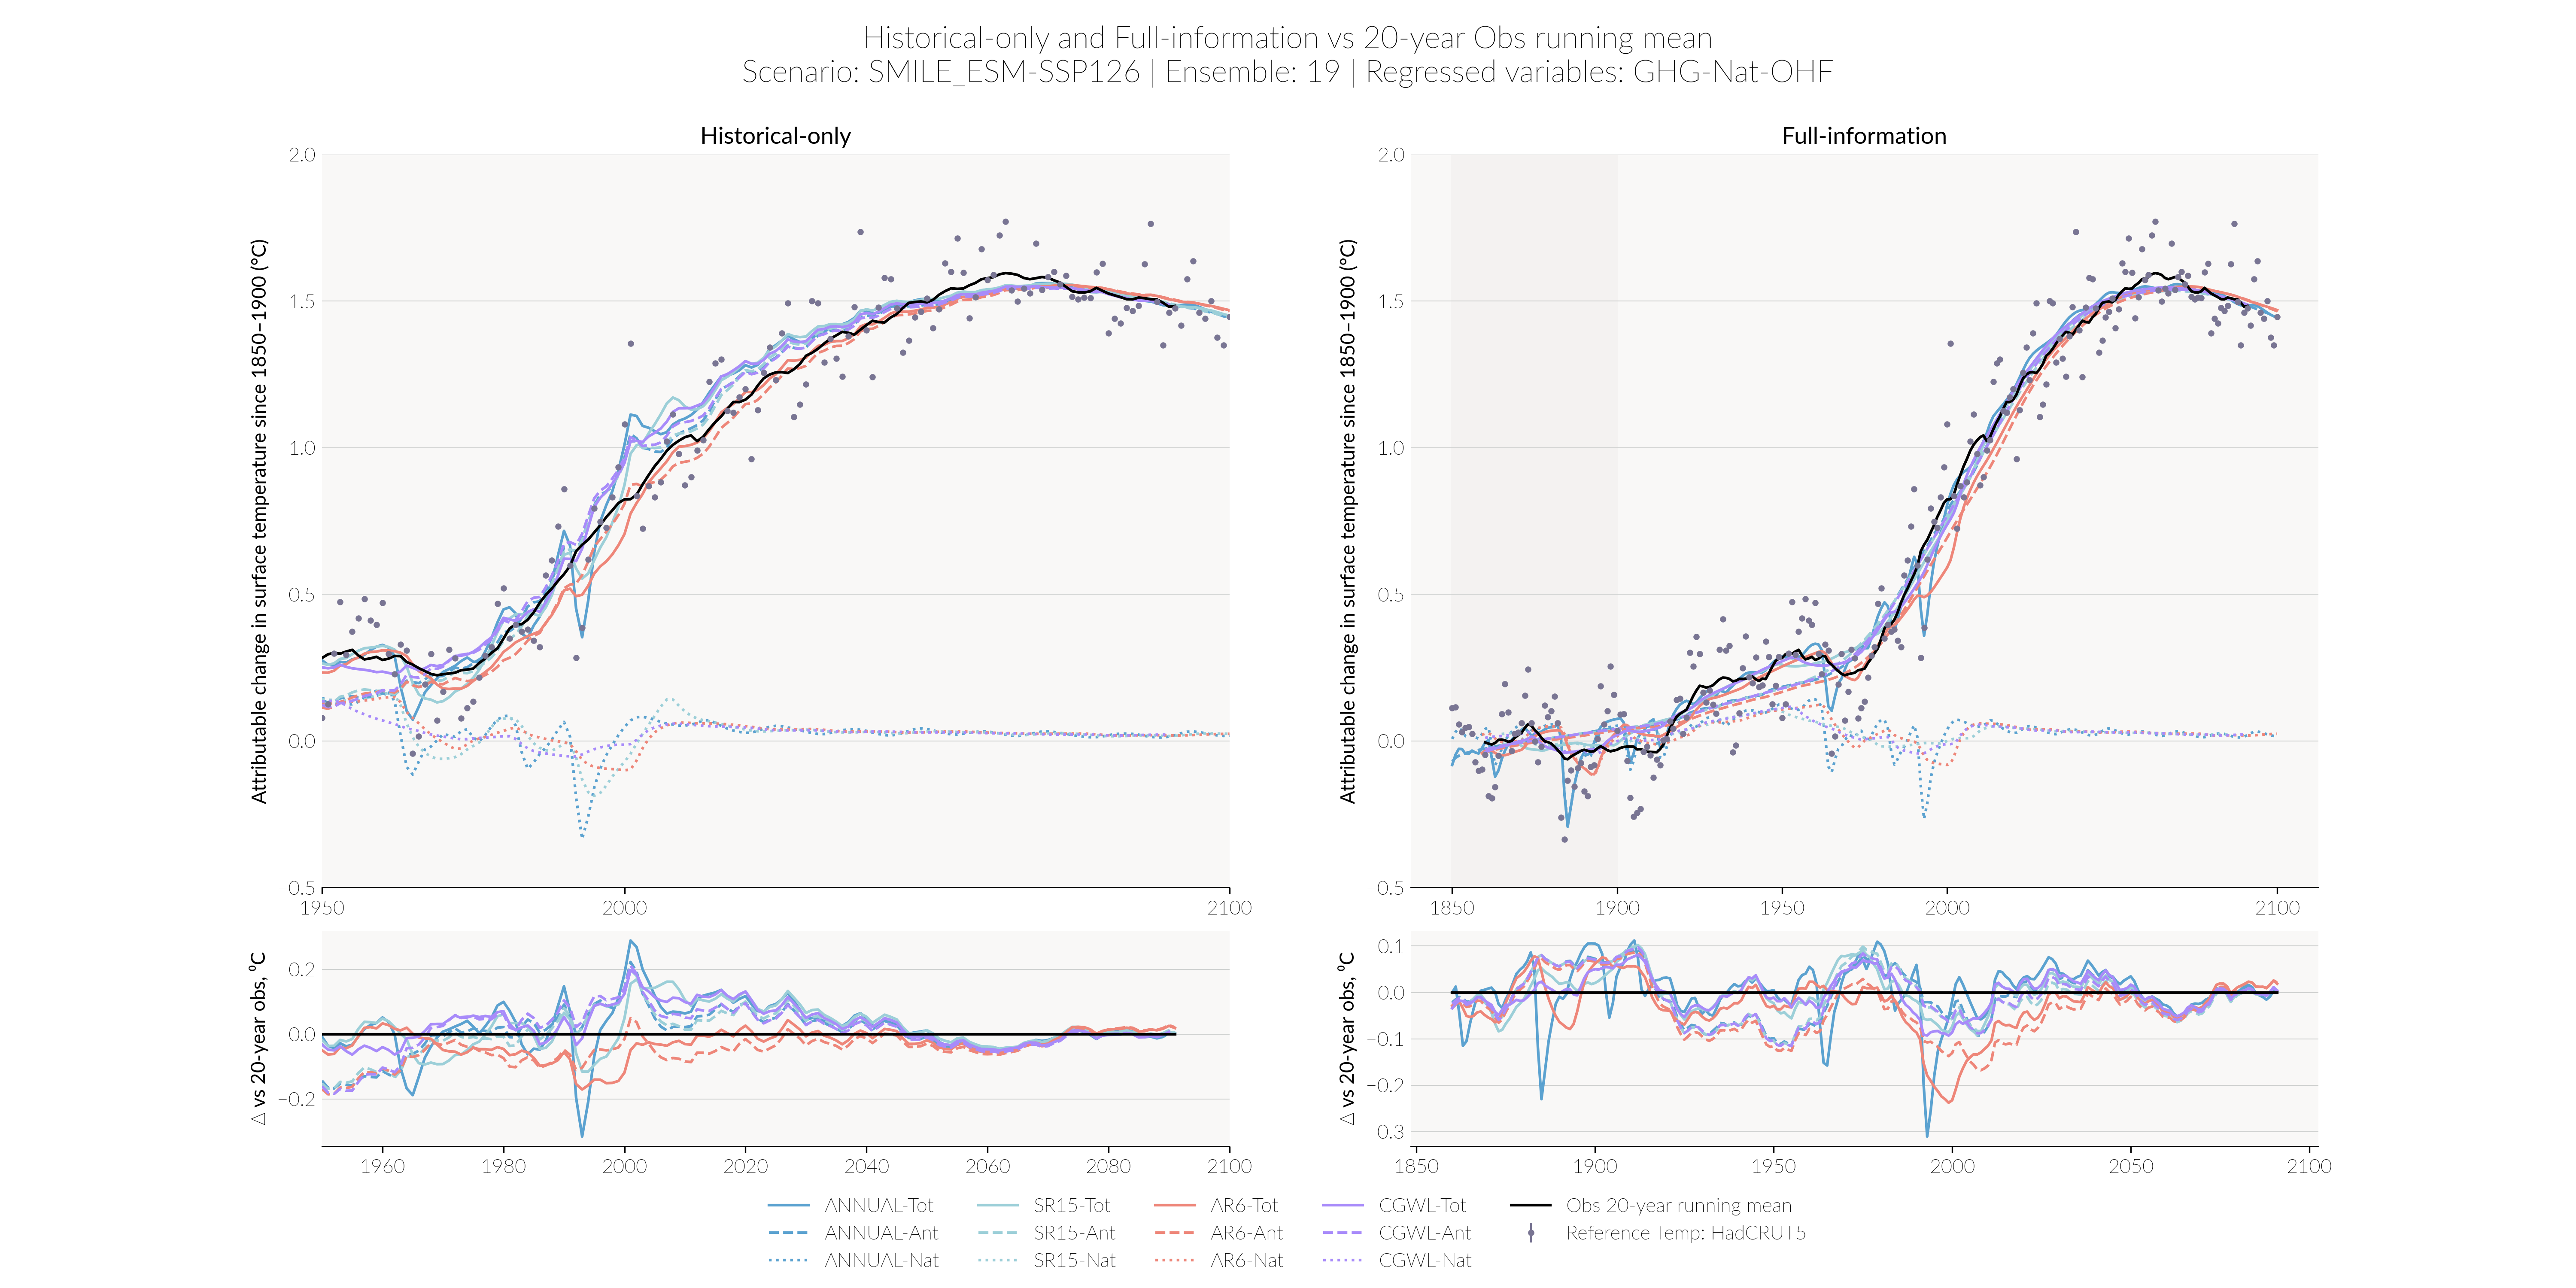 Historical-only and Full-information vs 20-year Obs running mean
Scenario: SMILE_ESM-SSP126 | Ensemble: 19 | Regressed variables: GHG-Nat-OHF
Historical-only
Attributable change in surface temperature since 1850–1900 (°C)
2.0
1.5
1.0
0.5
0.0
−0.5
1950
2000
2100
Δ vs 20-year obs, ⁰C
0.2
0.0
−0.2
1960
1980
2000
2020
2040
2060
2080
2100
Full-information
Attributable change in surface temperature since 1850–1900 (°C)
2.0
1.5
1.0
0.5
0.0
−0.5
1850
1900
1950
2000
2100
Δ vs 20-year obs, ⁰C
0.1
0.0
−0.1
−0.2
−0.3
1850
1900
1950
2000
2050
2100
ANNUAL-Tot
ANNUAL-Ant
ANNUAL-Nat
SR15-Tot
SR15-Ant
SR15-Nat
AR6-Tot
AR6-Ant
AR6-Nat
CGWL-Tot
CGWL-Ant
CGWL-Nat
Obs 20-year running mean
Reference Temp: HadCRUT5